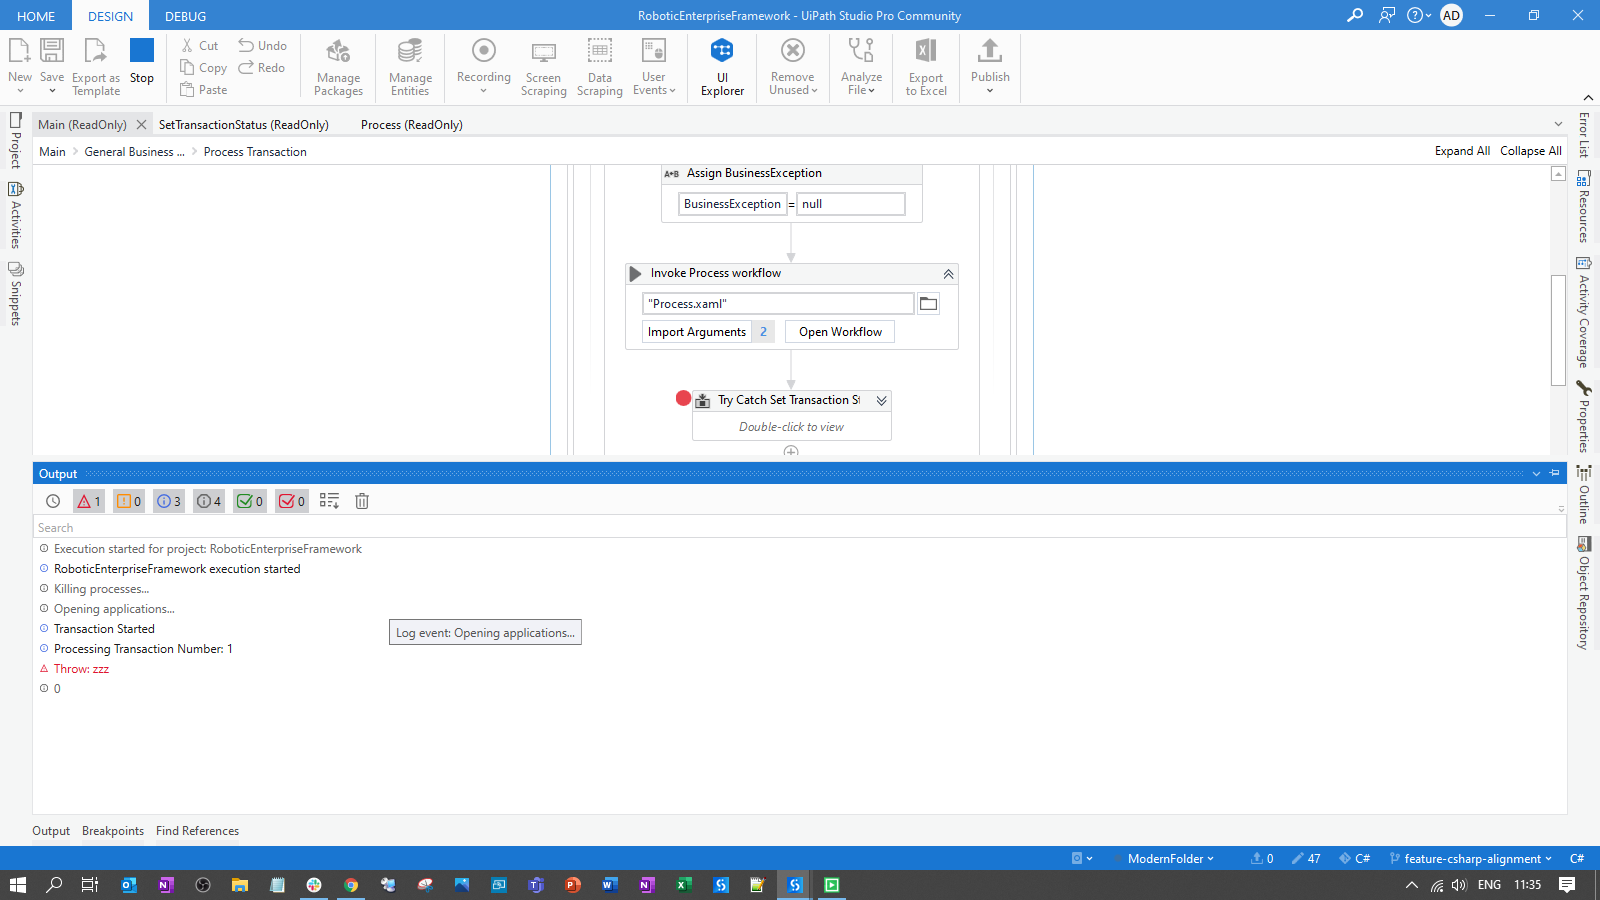 HOME DESIGN DEBUG RoboticEnterpriseFramework - UiPath Studio Pro Community AD
New Save Export as Template Stop Cut Copy Paste Undo Redo Manage Packages Manage Entities Recording Screen Scraping Data Scraping User Events UI Explorer Remove Unused Analyze File Export to Excel Publish
Main (ReadOnly) SetTransactionStatus (ReadOnly) Process (ReadOnly)
Main General Business ... Process Transaction Expand All Collapse All
Project
Activities
Snippets
A+B Assign BusinessException
BusinessException = null
Invoke Process workflow
"Process.xaml"
Import Arguments 2 Open Workflow
Try Catch Set Transaction St
Double-click to view
Error List
Resources
Activity Coverage
Properties
Outline
Object Repository
Output
1 0 3 4 0 0
Search
Execution started for project: RoboticEnterpriseFramework
RoboticEnterpriseFramework execution started
Killing processes...
Opening applications...
Transaction Started
Log event: Opening applications...
Processing Transaction Number: 1
Throw: zzz
0
Output Breakpoints Find References
ModernFolder 0 47 C# feature-csharp-alignment C#
ENG 11:35